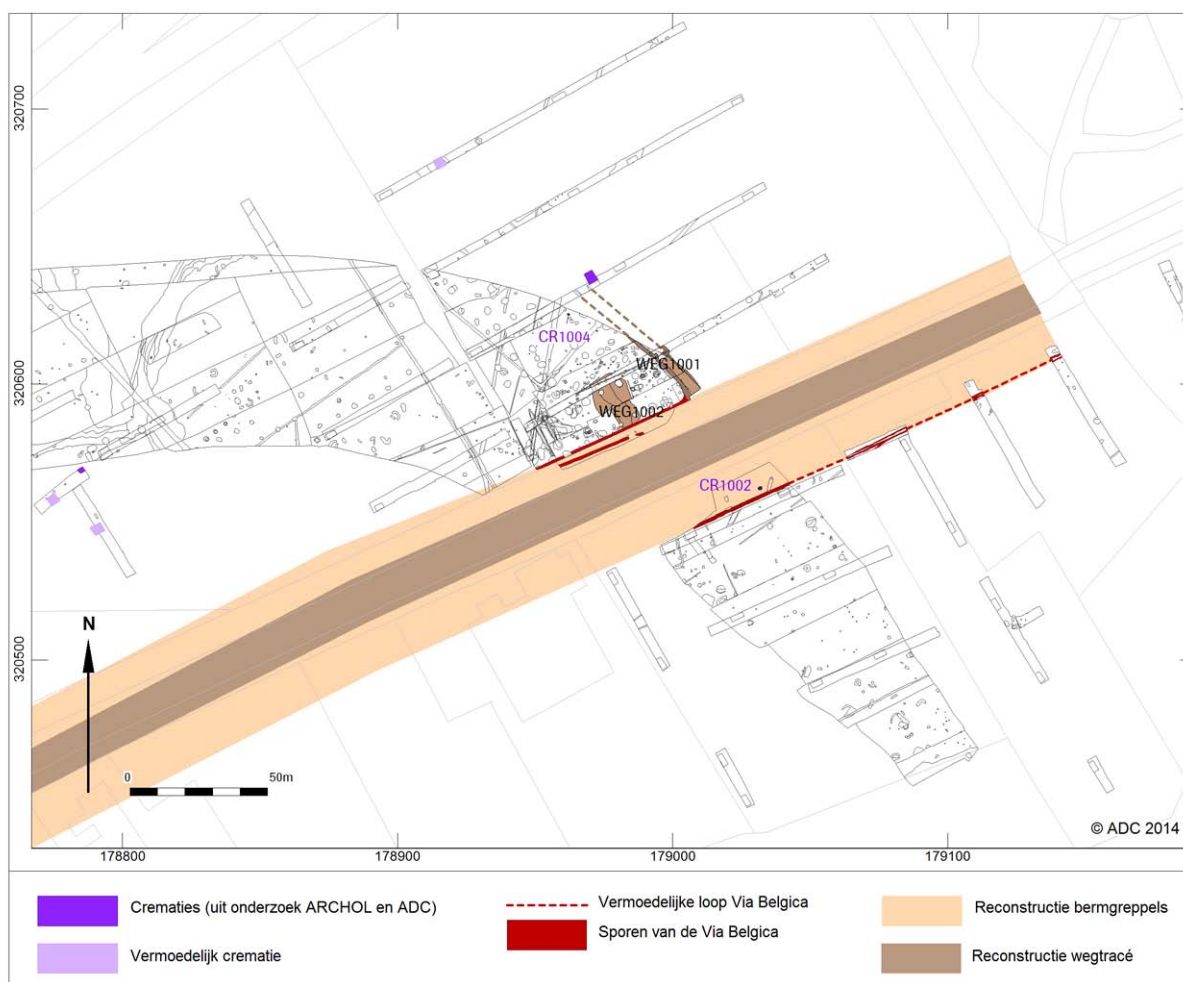 320700
320600
320500
CR1004
WEG1001
WEG1002
CR1002
N
0 50m
© ADC 2014
178800 178900 179000 179100
Crematies (uit onderzoek ARCHOL en ADC)
Vermoedelijk crematie
Vermoedelijke loop Via Belgica
Sporen van de Via Belgica
Reconstructie bermgreppels
Reconstructie wegtracé